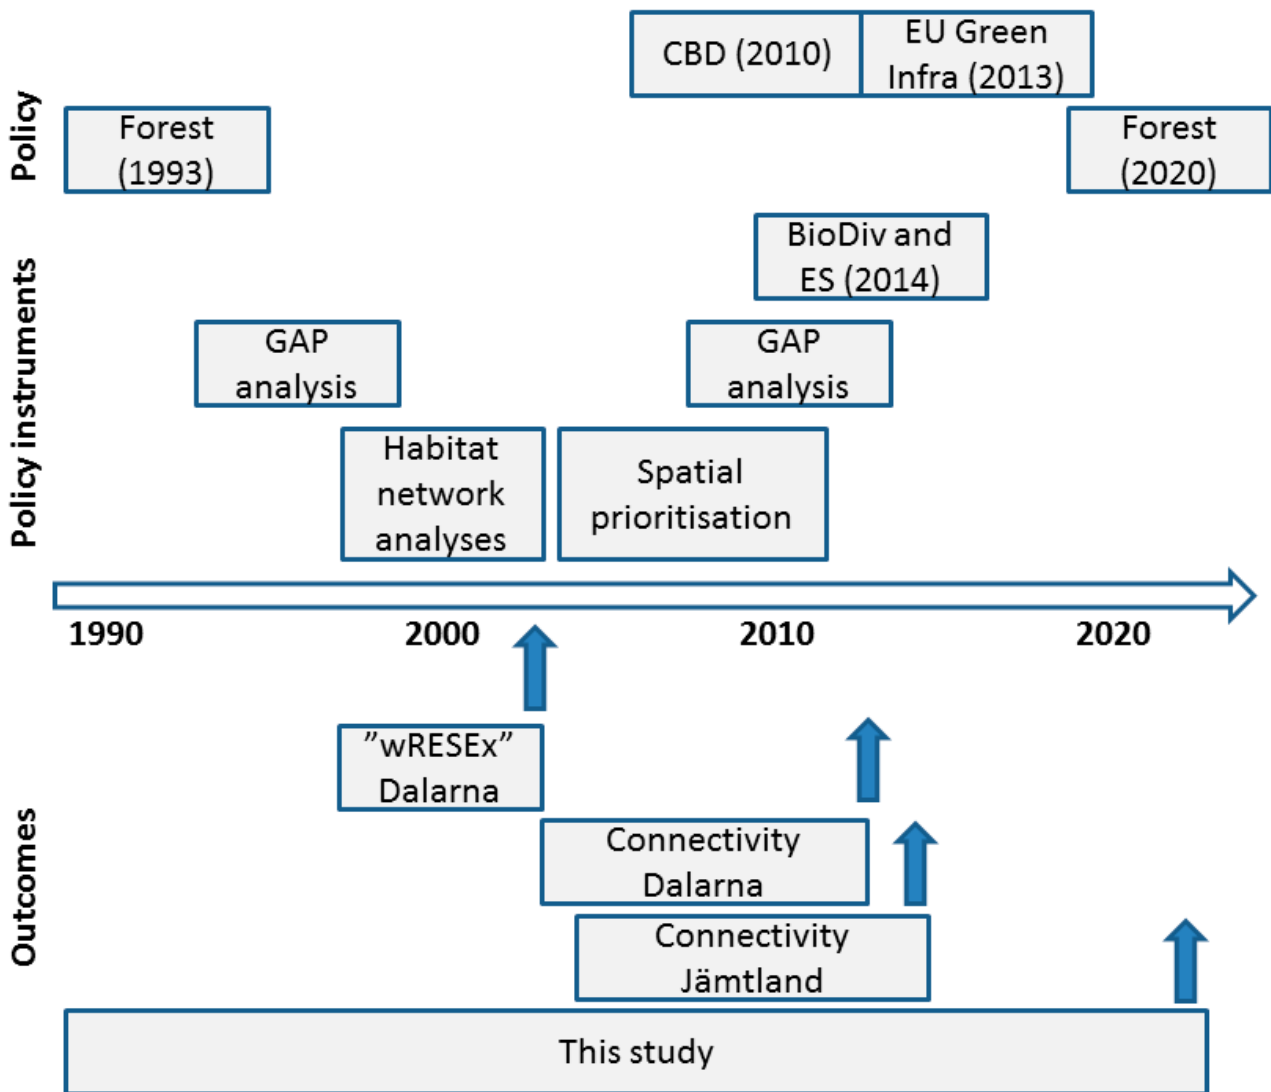 Policy
CBD (2010)
EU Green
Infra (2013)
Forest
(1993)
Forest
(2020)
Policy instruments
BioDiv and
ES (2014)
GAP
analysis
GAP
analysis
Habitat
network
analyses
Spatial
prioritisation
1990
2000
2010
2020
Outcomes
”wRESEx”
Dalarna
Connectivity
Dalarna
Connectivity
Jämtland
This study